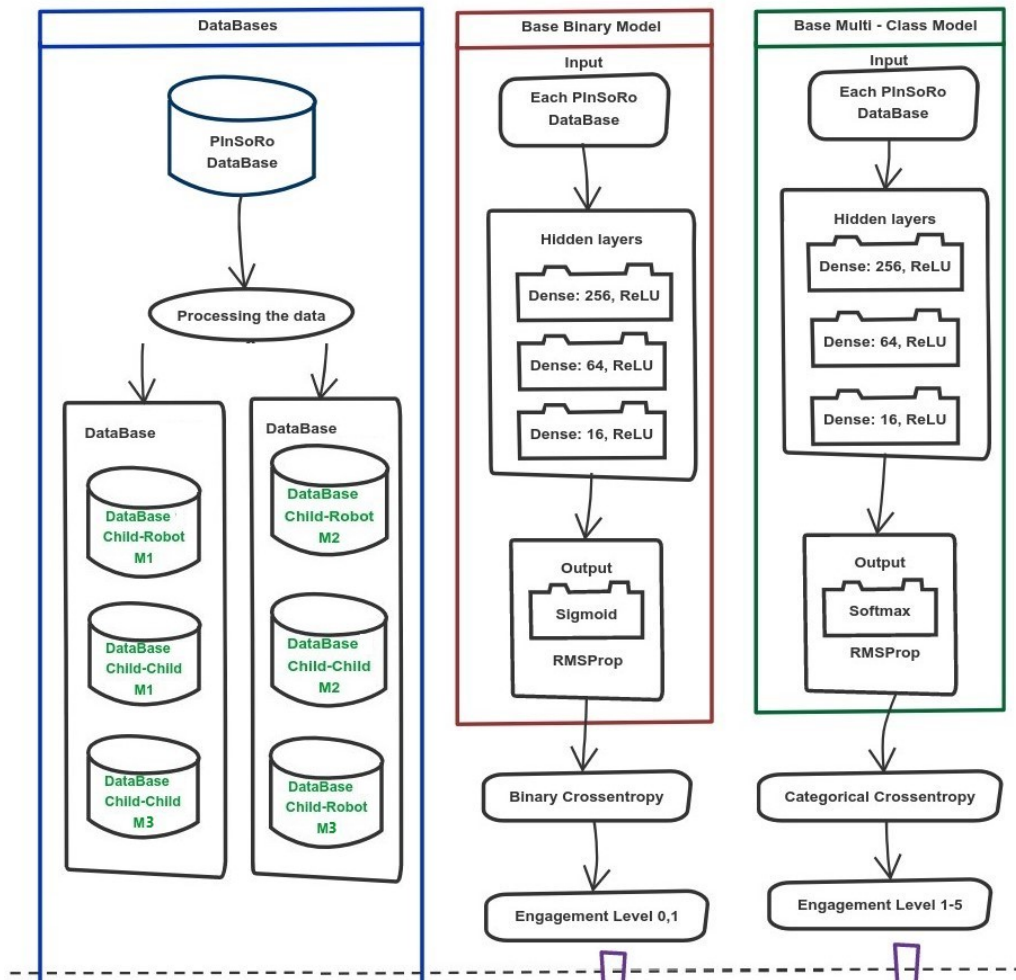 DataBases
PInSoRo
DataBase
Processing the data
DataBase
DataBase
Child-Robot
M1
DataBase
Child-Child
M1
DataBase
Child-Child
M3
DataBase
DataBase
Child-Robot
M2
DataBase
Child-Child
M2
DataBase
Child-Robot
M3
Base Binary Model
Input
Each PInSoRo
DataBase
Hidden layers
Dense: 256, ReLU
Dense: 64, ReLU
Dense: 16, ReLU
Output
Sigmoid
RMSProp
Binary Crossentropy
Engagement Level 0,1
Base Multi - Class Model
Input
Each PInSoRo
DataBase
Hidden layers
Dense: 256, ReLU
Dense: 64, ReLU
Dense: 16, ReLU
Output
Softmax
RMSProp
Categorical Crossentropy
Engagement Level 1-5